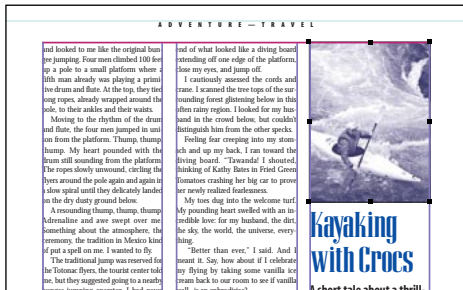 ADVENTURE—TRAVEL
and looked to me like the original bun-
gee jumping. Four men climbed 100 feet
up a pole to a small platform where a
fifth man already was playing a primi-
tive drum and flute. At the top, they tied
long ropes, already wrapped around the
pole, to their ankles and their waists.
Moving to the rhythm of the drum
and flute, the four men jumped in uni-
son from the platform. Thump, thump,
thump. My heart pounded with the
drum still sounding from the platform.
The ropes slowly unwound, circling the
flyers around the pole again and again in
a slow spiral until they delicately landed
on the dry dusty ground below.
A resounding thump, thump, thump.
Adrenaline and awe swept over me.
Something about the atmosphere, the
ceremony, the tradition in Mexico kind
of put a spell on me. I wanted to fly.
The traditional jump was reserved for
the Totonac flyers, the tourist center told
me, but they suggested going to a nearby
end of what looked like a diving board
extending off one edge of the platform,
close my eyes, and jump off.
I cautiously assessed the cords and
crane. I scanned the tree tops of the sur-
rounding forest glistening below in this
often rainy region. I looked for my hus-
band in the crowd below, but couldn't
distinguish him from the other specks.
Feeling fear creeping into my stom-
ach and up my back, I ran toward the
diving board. "Tawanda! I shouted,
thinking of Kathy Bates in Fried Green
Tomatoes crashing her big car to prove
her newly realized fearlessness.
My toes dug into the welcome turf.
My pounding heart swelled with an in-
credible love: for my husband, the dirt,
the sky, the world, the universe, every-
thing.
"Better than ever," I said. And I
meant it. Say, how about if I celebrate
my flying by taking some vanilla ice
cream back to our room to see if vanilla
Kayaking
with Crocs
A short tale about a thrill-